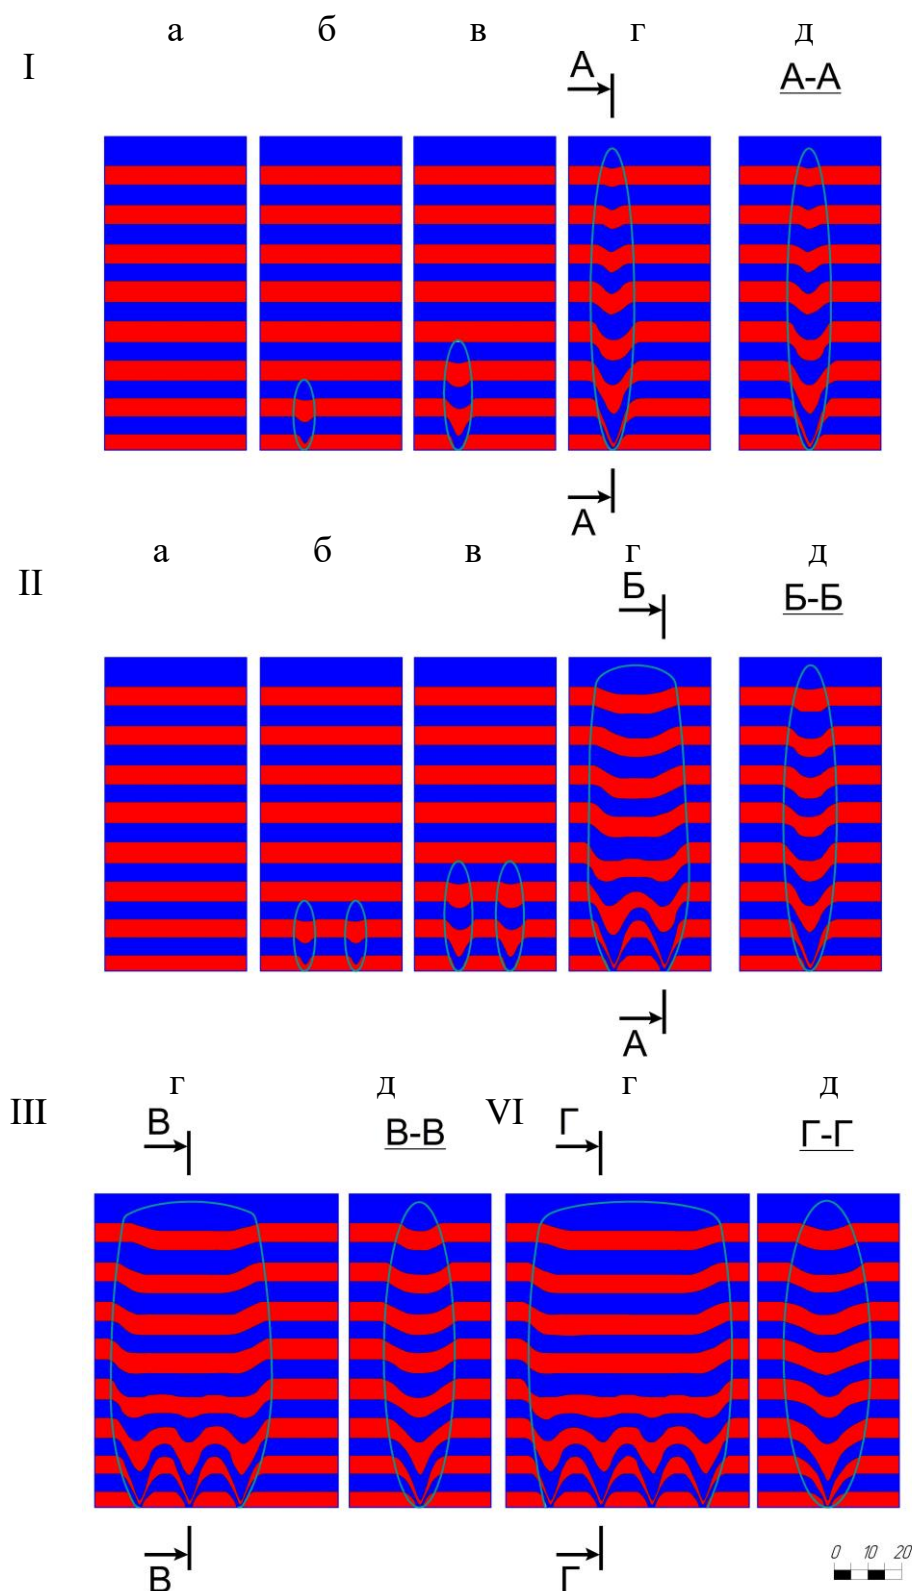 а б в г д
I А А-А
А
а б в г д
II Б Б-Б
А
г д г д
III В В-В VI Г Г-Г
В Г
0 10 20